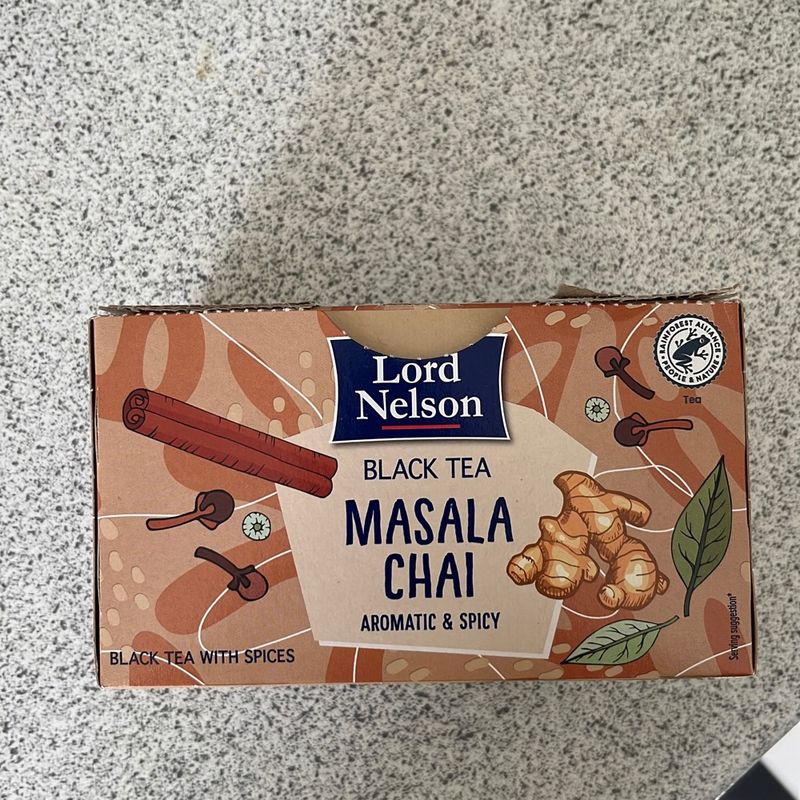 Lord
Nelson
BLACK TEA
MASALA
CHAI
AROMATIC & SPICY
BLACK TEA WITH SPICES
RAINFOREST ALLIANCE
PEOPLE & NATURE
Tea
Serving suggestion*